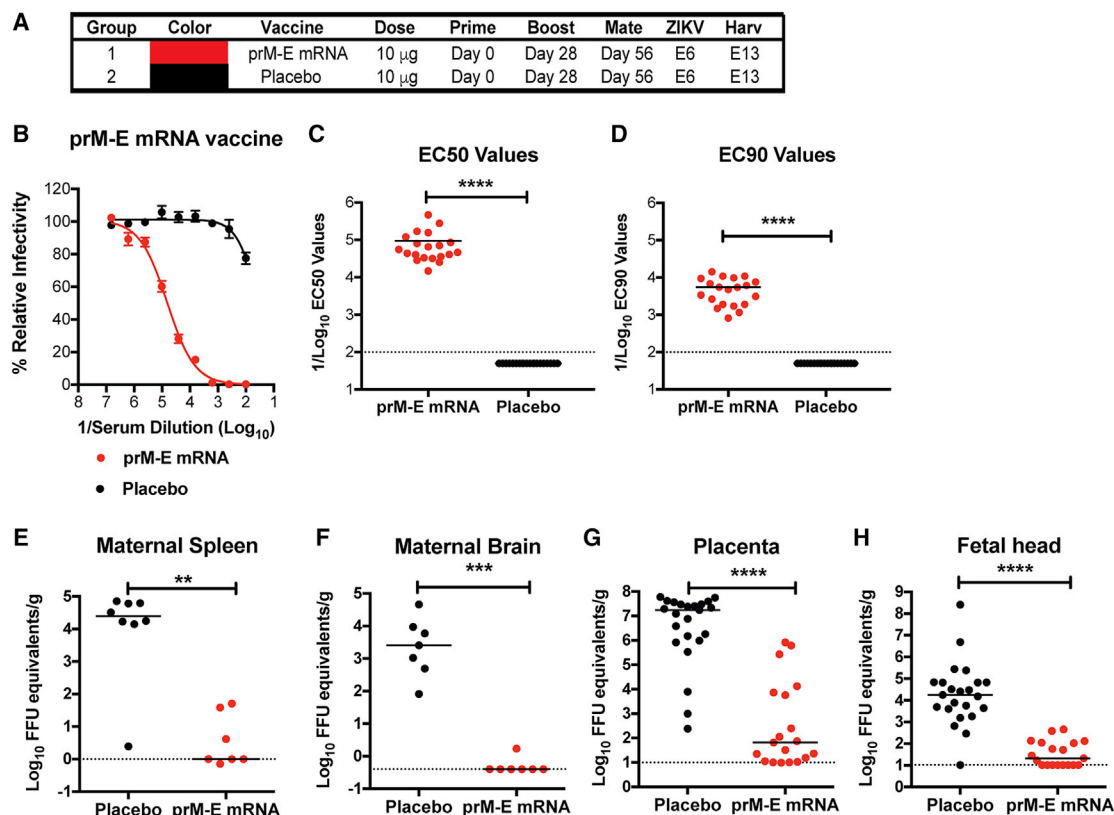 A
Group Color Vaccine Dose Prime Boost Mate ZIKV Harv
1 prM-E mRNA 10 μg Day 0 Day 28 Day 56 E6 E13
2 Placebo 10 μg Day 0 Day 28 Day 56 E6 E13
B
prM-E mRNA vaccine
% Relative Infectivity
120
100
80
60
40
20
0
8 7 6 5 4 3 2 1
1/Serum Dilution (Log10)
prM-E mRNA
Placebo
C
EC50 Values
****
1/Log10 EC50 Values
6
5
4
3
2
1
prM-E mRNA Placebo
D
EC90 Values
****
1/Log10 EC90 Values
6
5
4
3
2
1
prM-E mRNA Placebo
E
Maternal Spleen
**
Log10 FFU equivalents/g
5
4
3
2
1
0
-1
Placebo prM-E mRNA
F
Maternal Brain
***
Log10 FFU equivalents/g
5
4
3
2
1
0
-1
Placebo prM-E mRNA
G
Placenta
****
Log10 FFU equivalents/g
8
7
6
5
4
3
2
1
0
Placebo prM-E mRNA
H
Fetal head
****
Log10 FFU equivalents/g
9
8
7
6
5
4
3
2
1
0
Placebo prM-E mRNA